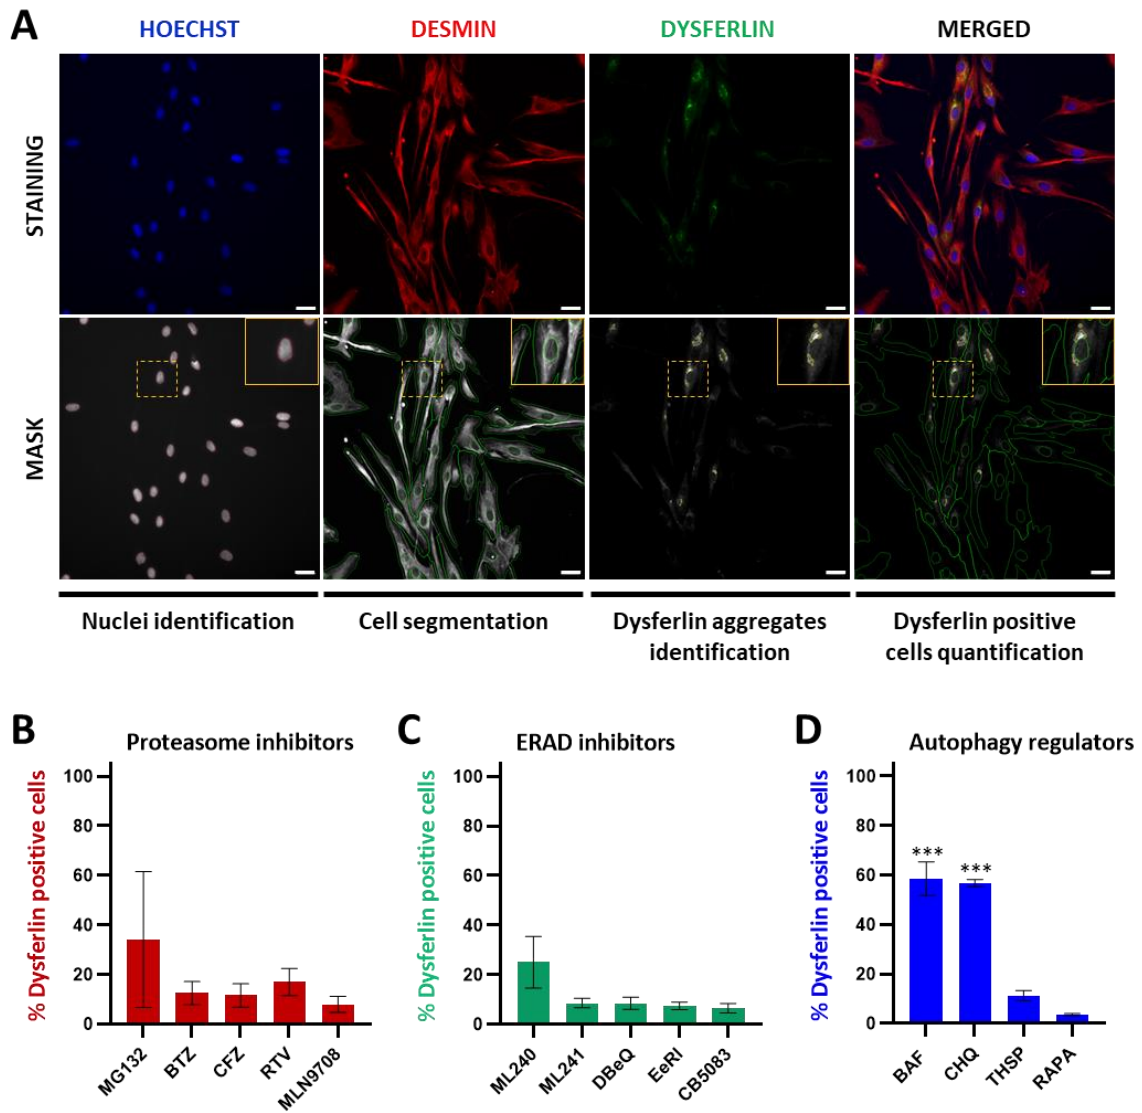 A
HOECHST
DESMIN
DYSFERLIN
MERGED
STAINING
MASK
Nuclei identification
Cell segmentation
Dysferlin aggregates
identification
Dysferlin positive
cells quantification
B
Proteasome inhibitors
% Dysferlin positive cells
100
80
60
40
20
0
MG132
BTZ
CFZ
RTV
MLN9708
C
ERAD inhibitors
% Dysferlin positive cells
100
80
60
40
20
0
ML240
ML241
DBeQ
EeRI
CB5083
D
Autophagy regulators
% Dysferlin positive cells
100
80
60
40
20
0
***
***
BAF
CHQ
THSP
RAPA